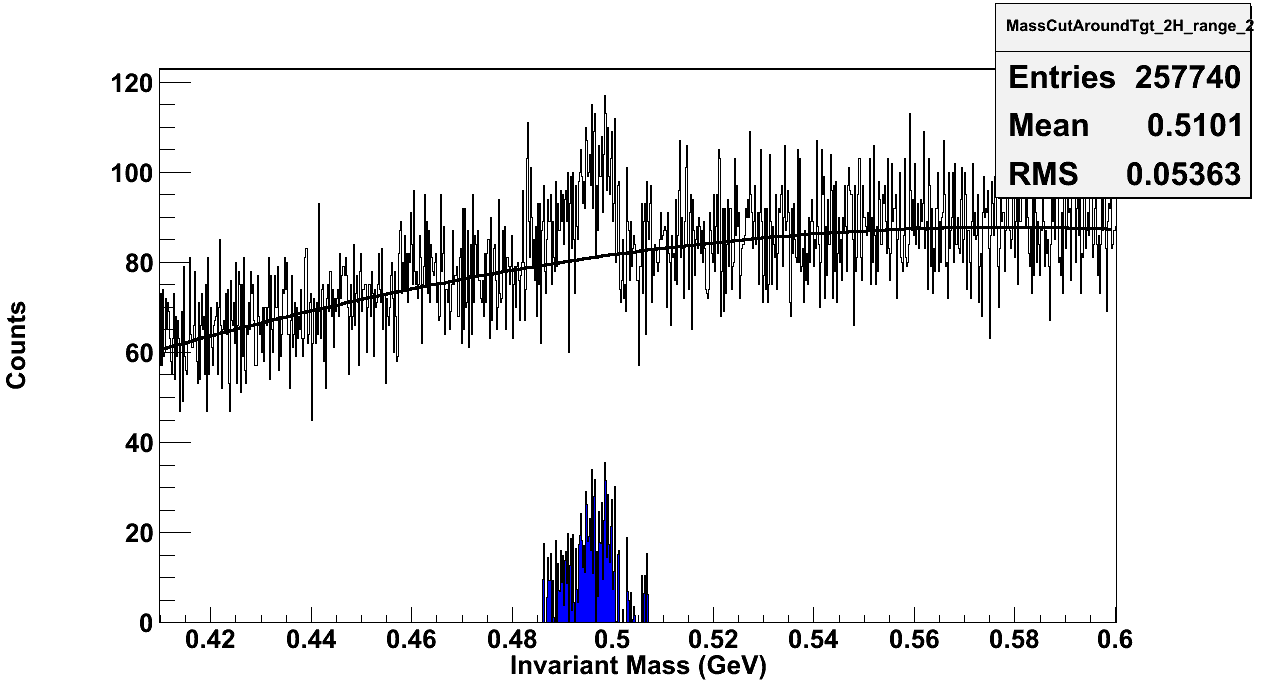 MassCutAroundTgt_2H_range_2
Entries 257740
Mean 0.5101
RMS 0.05363
120
100
80
60
40
20
0
Counts
0.42 0.44 0.46 0.48 0.5 0.52 0.54 0.56 0.58 0.6
Invariant Mass (GeV)